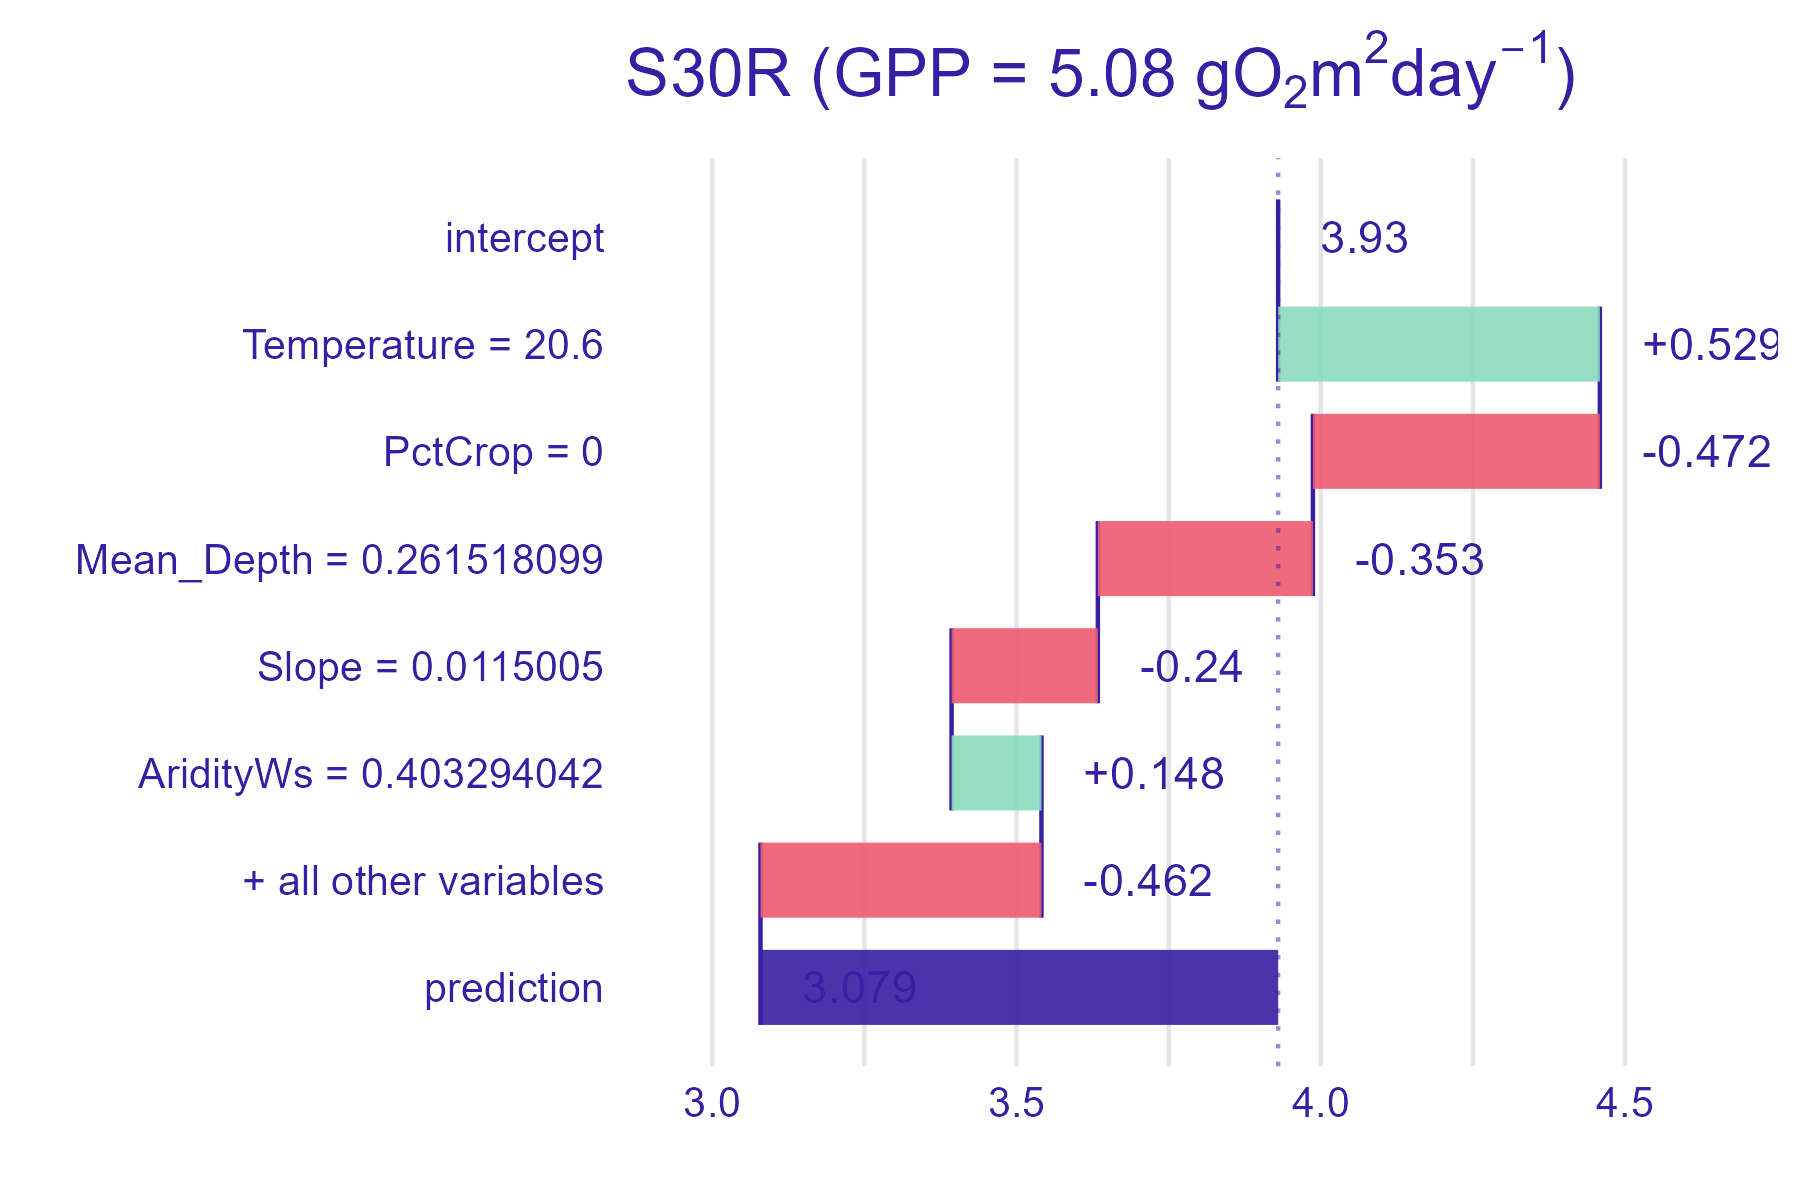 S30R (GPP = 5.08 gO₂m²day⁻¹)
intercept
3.93
Temperature = 20.6
+0.529
PctCrop = 0
-0.472
Mean_Depth = 0.261518099
-0.353
Slope = 0.0115005
-0.24
AridityWs = 0.403294042
+0.148
+ all other variables
-0.462
prediction
3.079
3.0 3.5 4.0 4.5